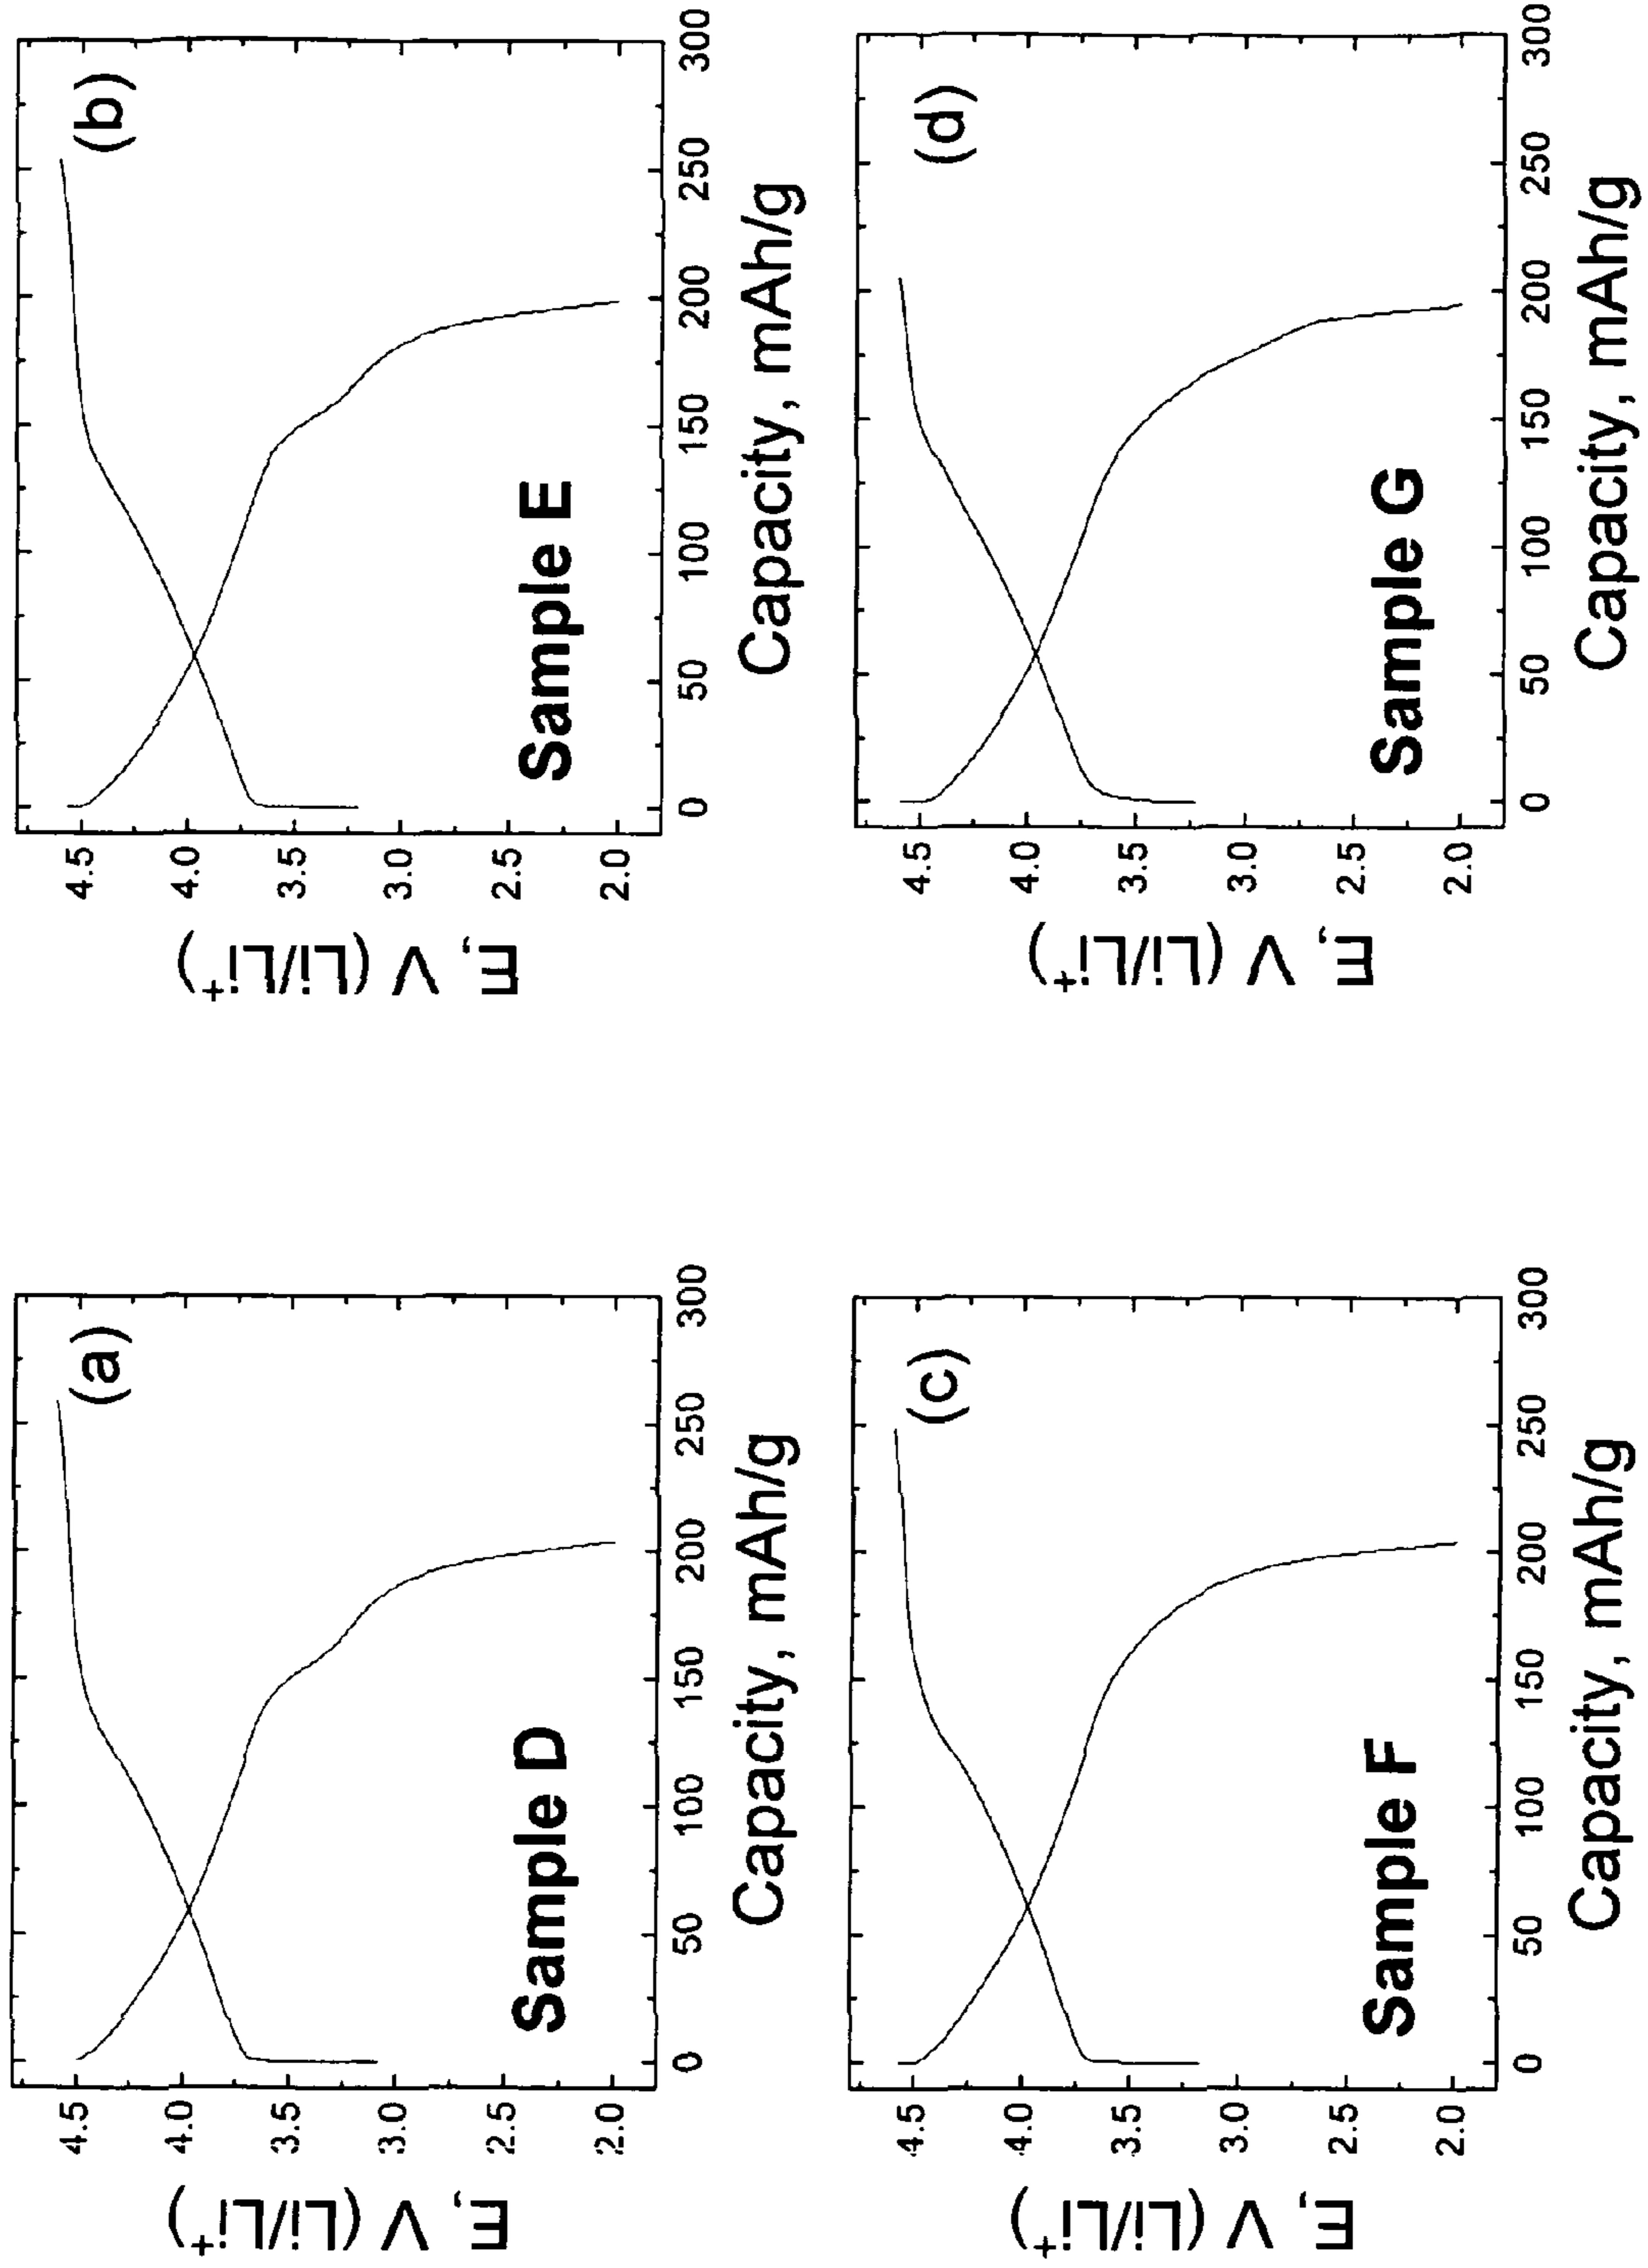 (a)
Sample D
E, V (Li/Li⁺)
4.5
4.0
3.5
3.0
2.5
2.0
0 50 100 150 200 250 300
Capacity, mAh/g
(b)
Sample E
E, V (Li/Li⁺)
4.5
4.0
3.5
3.0
2.5
2.0
0 50 100 150 200 250 300
Capacity, mAh/g
(c)
Sample F
E, V (Li/Li⁺)
4.5
4.0
3.5
3.0
2.5
2.0
0 50 100 150 200 250 300
Capacity, mAh/g
(d)
Sample G
E, V (Li/Li⁺)
4.5
4.0
3.5
3.0
2.5
2.0
0 50 100 150 200 250 300
Capacity, mAh/g